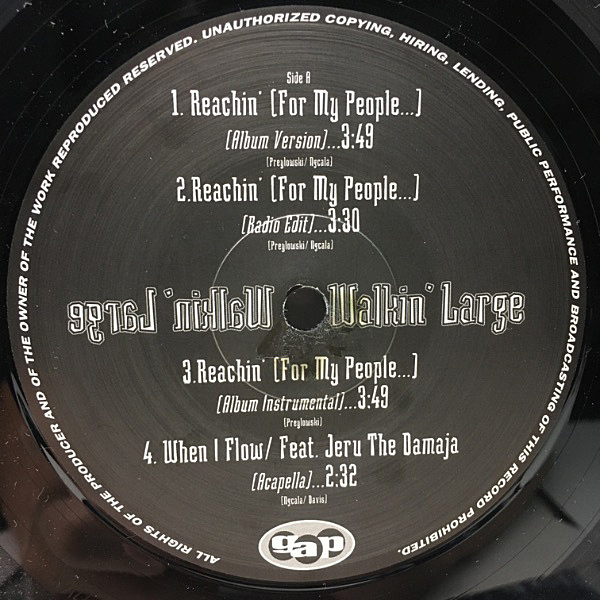 ALL RIGHTS OF THE PRODUCER AND OF THE OWNER OF THE WORK REPRODUCED RESERVED. UNAUTHORIZED COPYING, HIRING, LENDING, PUBLIC PERFORMANCE AND BROADCASTING OF THIS RECORD PROHIBITED.
Side A
1. Reachin' (For My People...)
(Album Version)...3:49
(Preylowski/ Ngcala)
2.Reachin' (For My People...)
(Radio Edit)...3:30
(Preylowski/ Ngcala)
Walkin' Large Walkin' Large
3.Reachin' (For My People...)
(Album Instrumental)...3:49
(Preylowski)
4. When I Flow/ Feat. Jeru The Damaja
(Acapella)...2:32
(Ngcala/ Davis)
gap